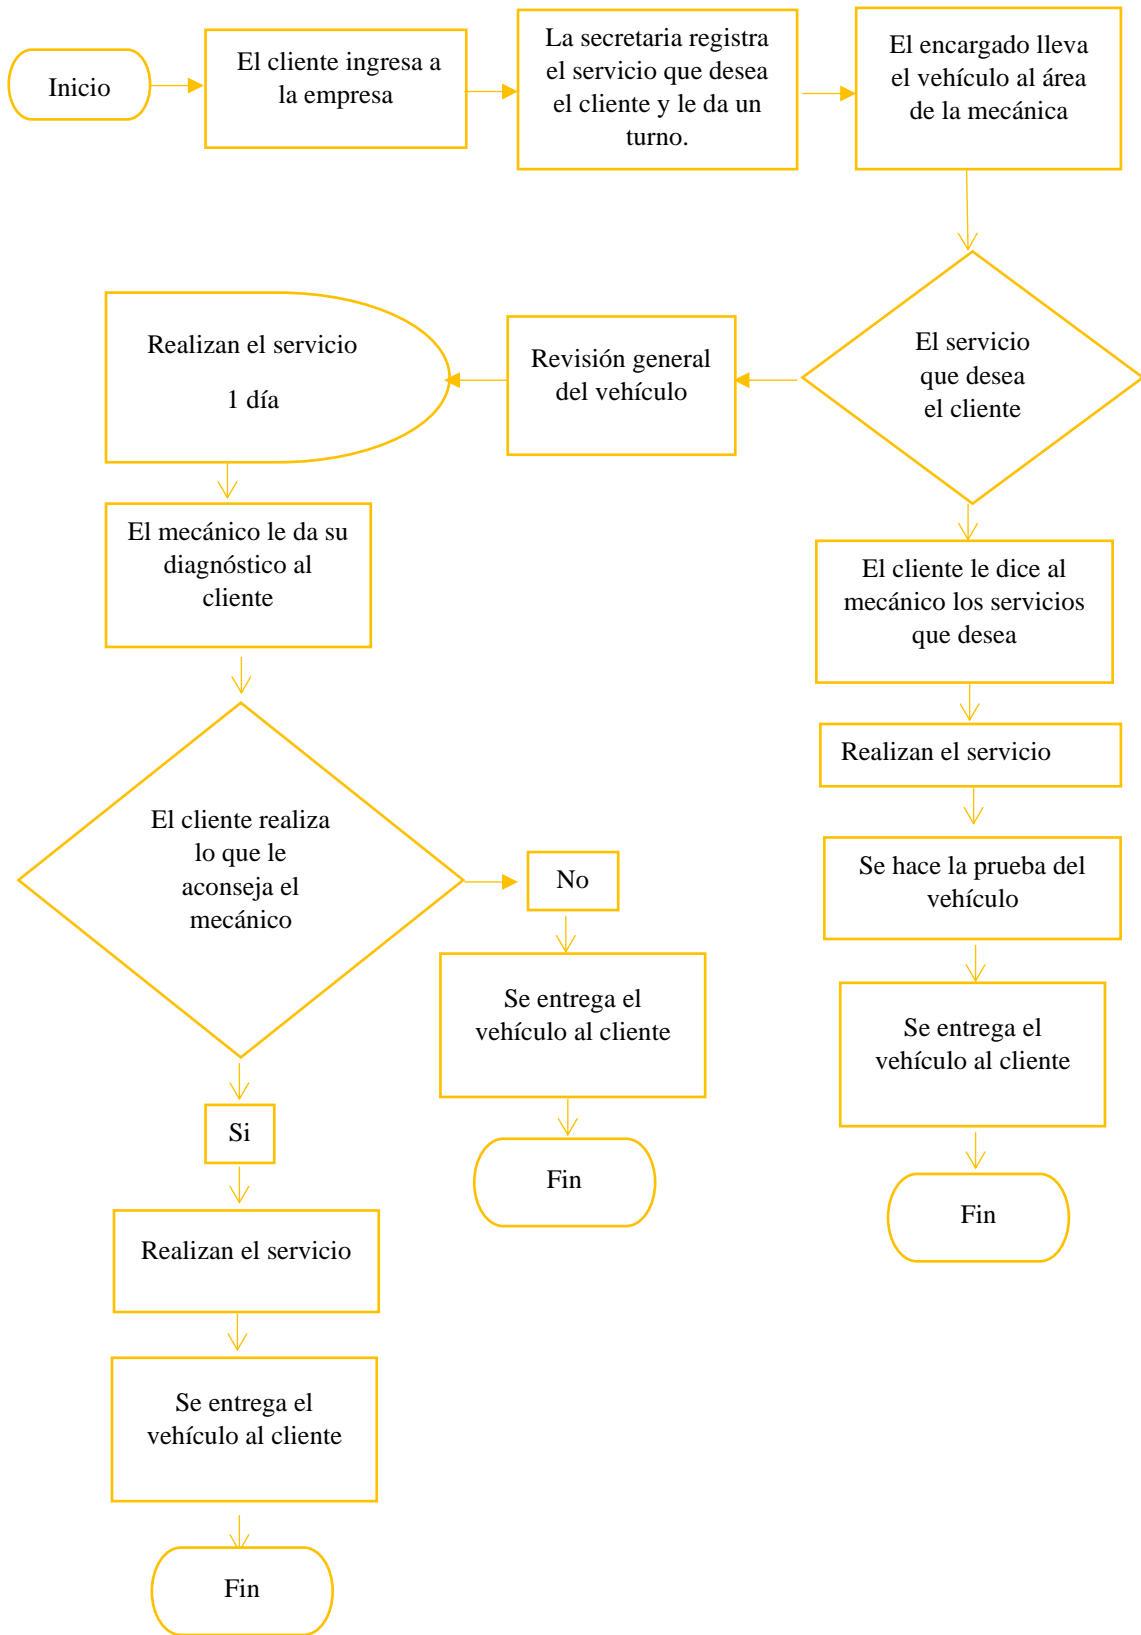 Inicio
El cliente ingresa a
la empresa
La secretaria registra
el servicio que desea
el cliente y le da un
turno.
El encargado lleva
el vehículo al área
de la mecánica
El servicio
que desea
el cliente
Revisión general
del vehículo
Realizan el servicio
1 día
El mecánico le da su
diagnóstico al
cliente
El cliente realiza
lo que le
aconseja el
mecánico
No
Se entrega el
vehículo al cliente
Fin
Si
Realizan el servicio
Se entrega el
vehículo al cliente
Fin
El cliente le dice al
mecánico los servicios
que desea
Realizan el servicio
Se hace la prueba del
vehículo
Se entrega el
vehículo al cliente
Fin